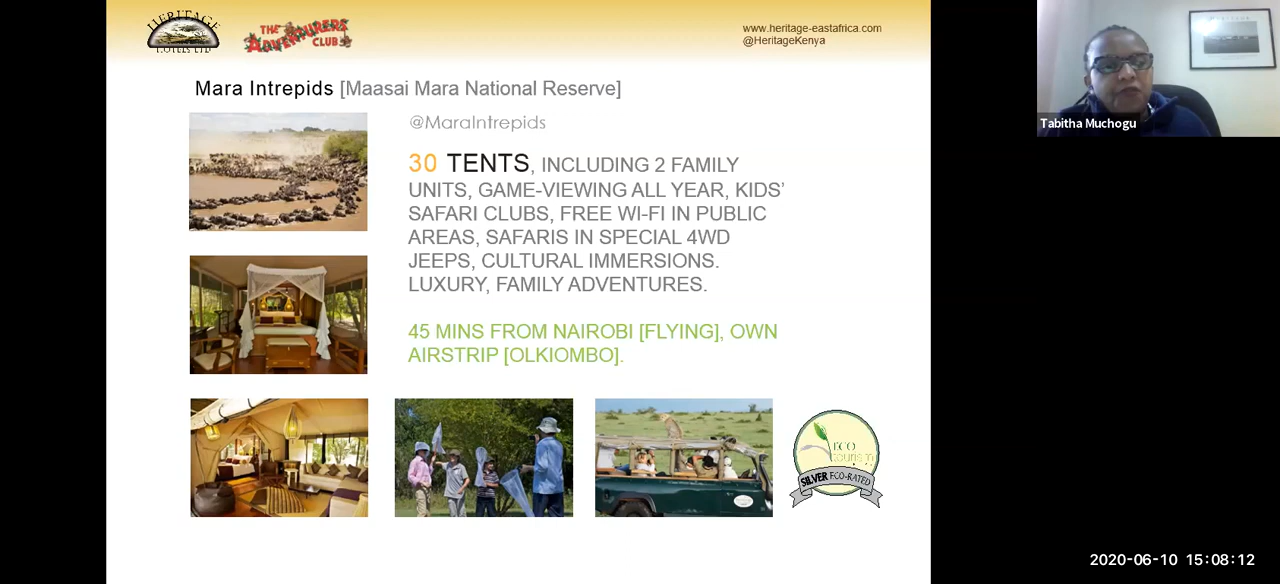 HERITAGE
HOTELS LTD
THE
ADVENTURERS
CLUB
www.heritage-eastafrica.com
@HeritageKenya
Mara Intrepids [Maasai Mara National Reserve]
@MaraIntrepids
30 TENTS, INCLUDING 2 FAMILY
UNITS, GAME-VIEWING ALL YEAR, KIDS'
SAFARI CLUBS, FREE WI-FI IN PUBLIC
AREAS, SAFARIS IN SPECIAL 4WD
JEEPS, CULTURAL IMMERSIONS.
LUXURY, FAMILY ADVENTURES.
45 MINS FROM NAIROBI [FLYING], OWN
AIRSTRIP [OLKIOMBO].
ECO
tourism
SILVER ECO-RATED
Tabitha Muchogu
2020-06-10 15:08:12